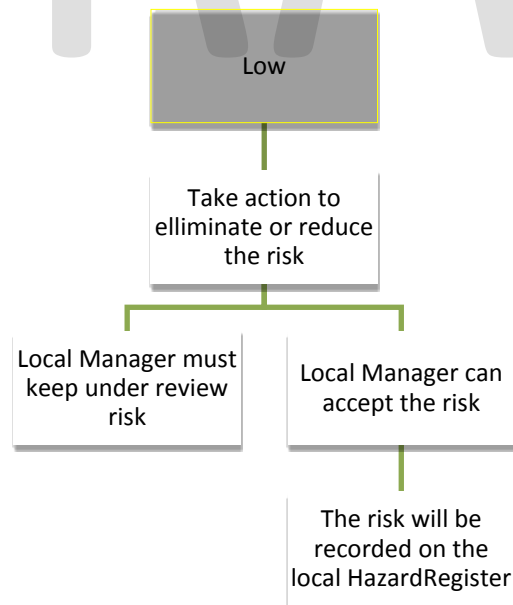 Low
Take action to
elliminate or reduce
the risk
Local Manager must
keep under review
risk
Local Manager can
accept the risk
The risk will be
recorded on the
local HazardRegister